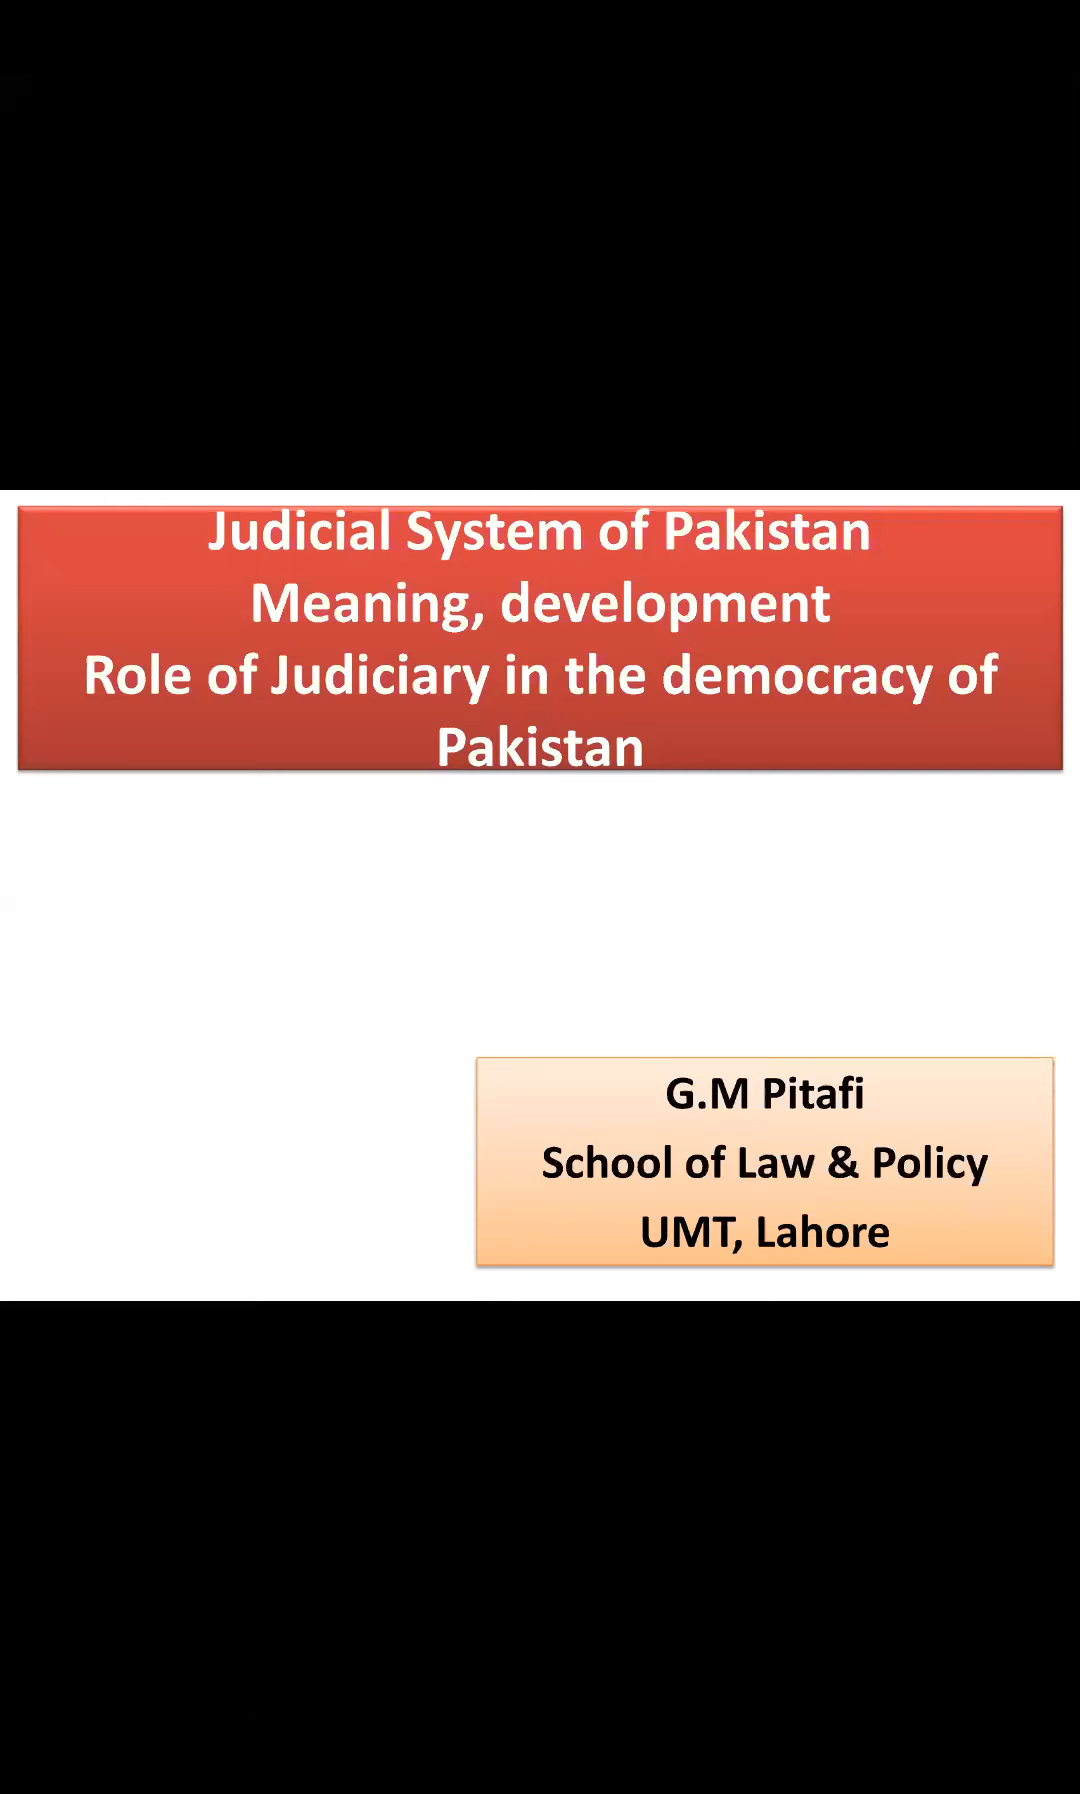 Judicial System of Pakistan
Meaning, development
Role of Judiciary in the democracy of
Pakistan
G.M Pitafi
School of Law & Policy
UMT, Lahore